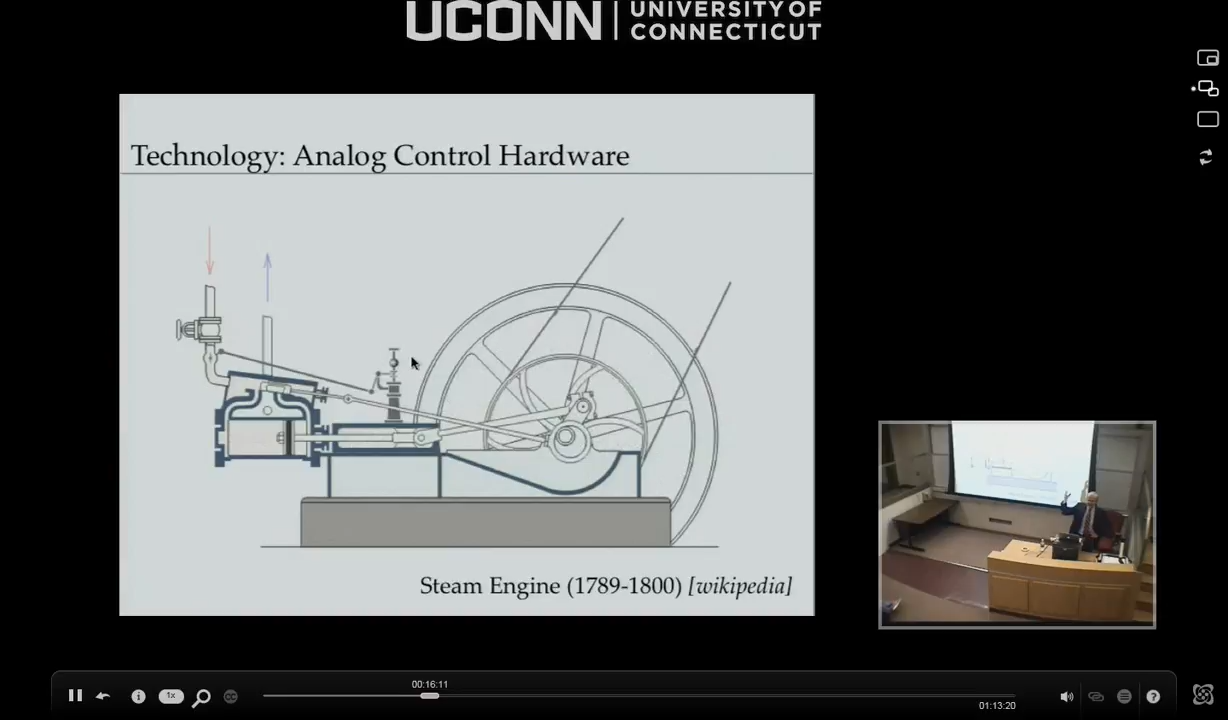 UCONN
UNIVERSITY OF
CONNECTICUT
Technology: Analog Control Hardware
Steam Engine (1789-1800) [wikipedia]
00:16:11
1x
01:13:20